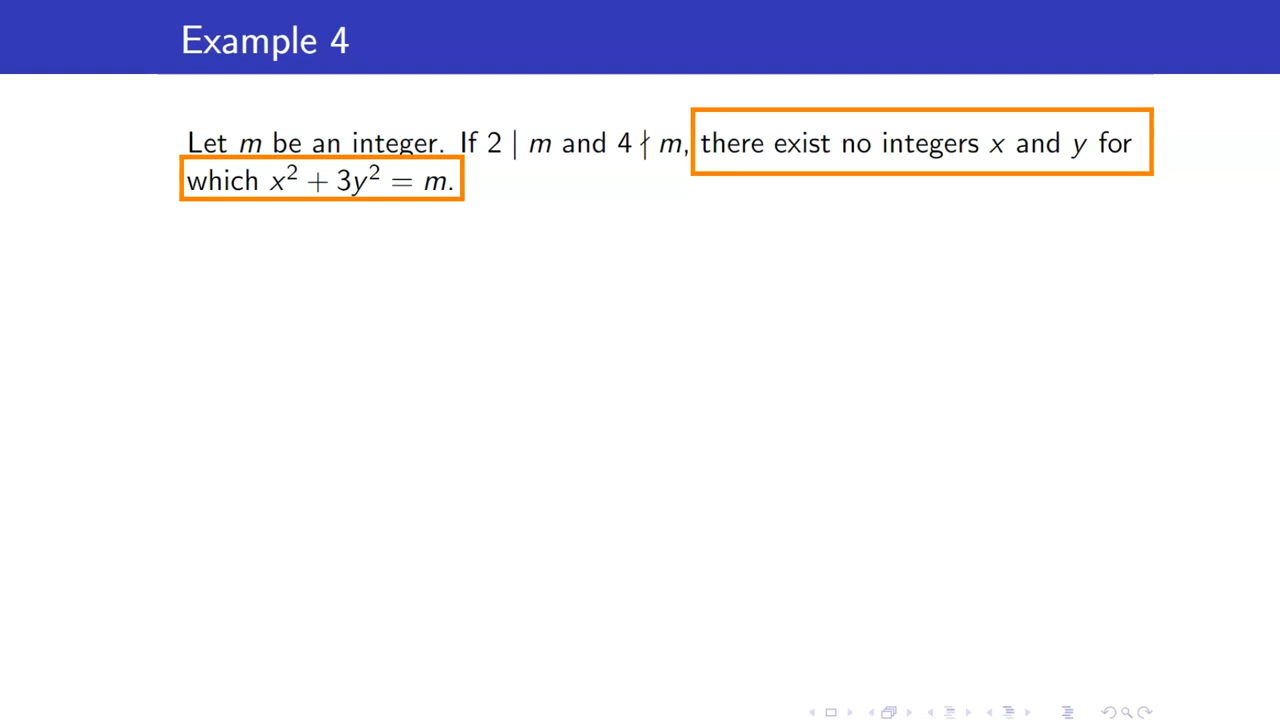 Example 4
Let m be an integer. If 2 | m and 4 ∤ m, there exist no integers x and y for
which x² + 3y² = m.